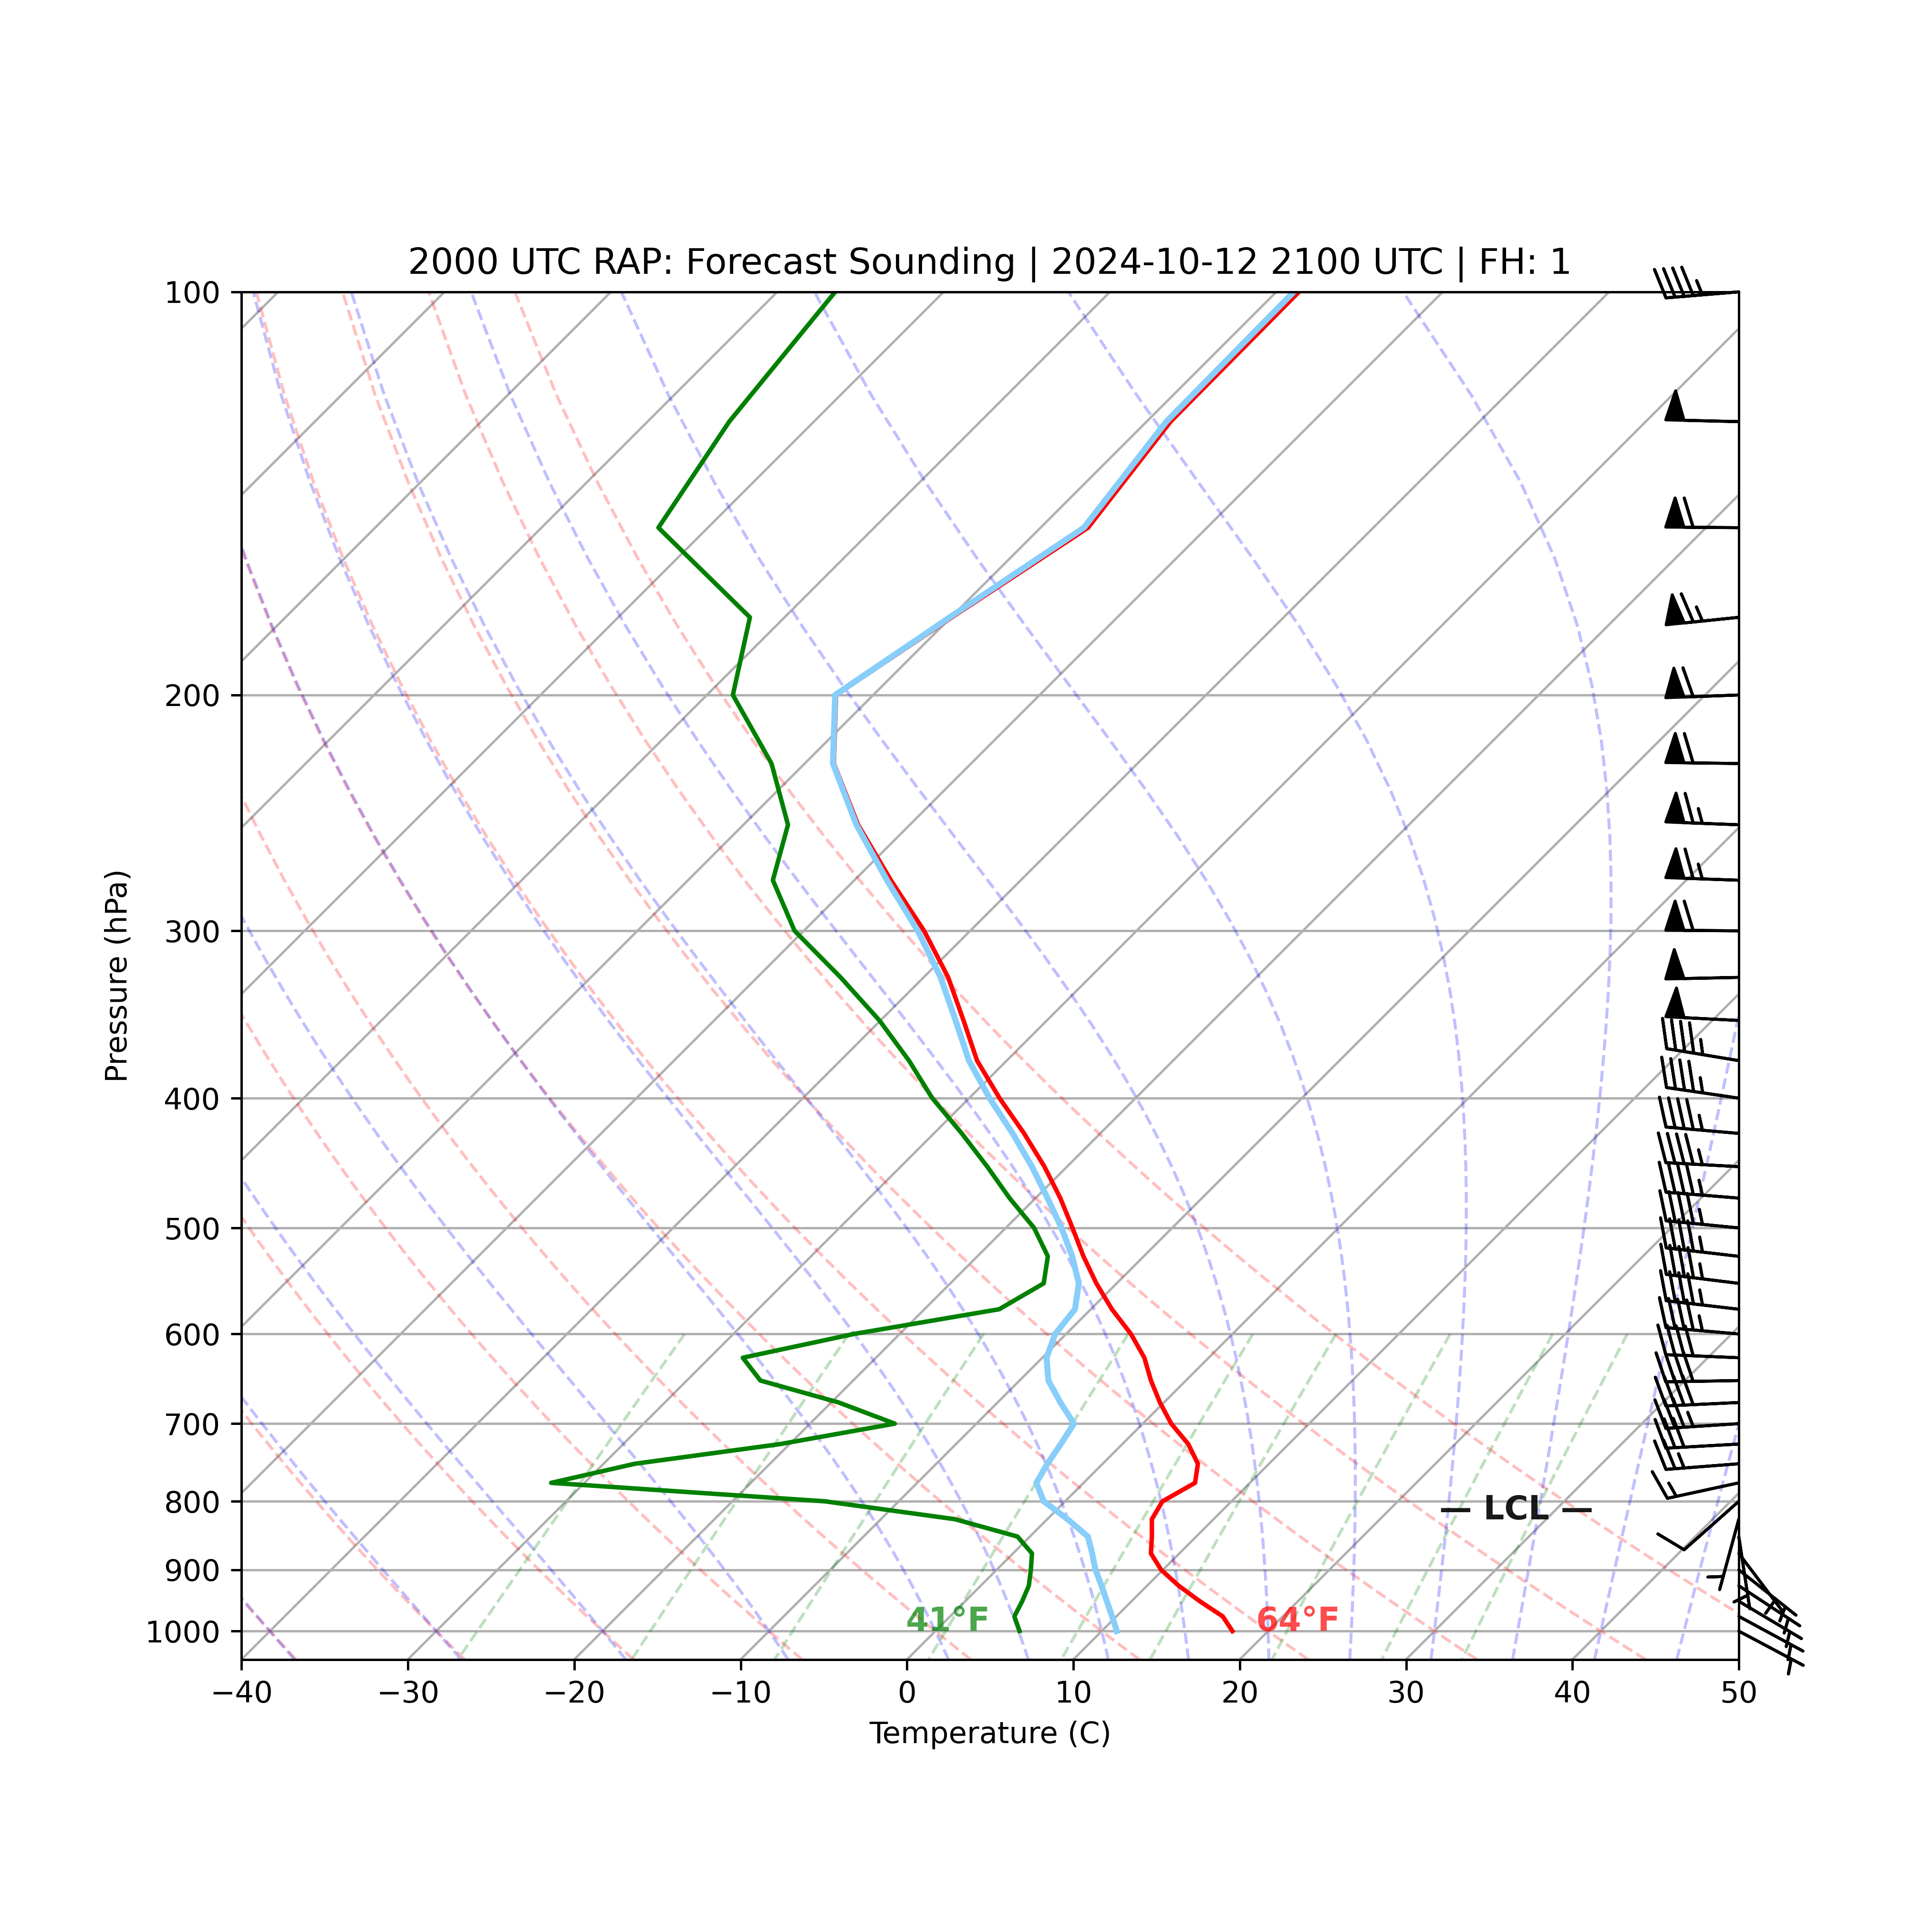 2000 UTC RAP: Forecast Sounding | 2024-10-12 2100 UTC | FH: 1
100
200
300
400
500
600
700
800
900
1000
Pressure (hPa)
— LCL —
41°F
64°F
−40 −30 −20 −10 0 10 20 30 40 50
Temperature (C)